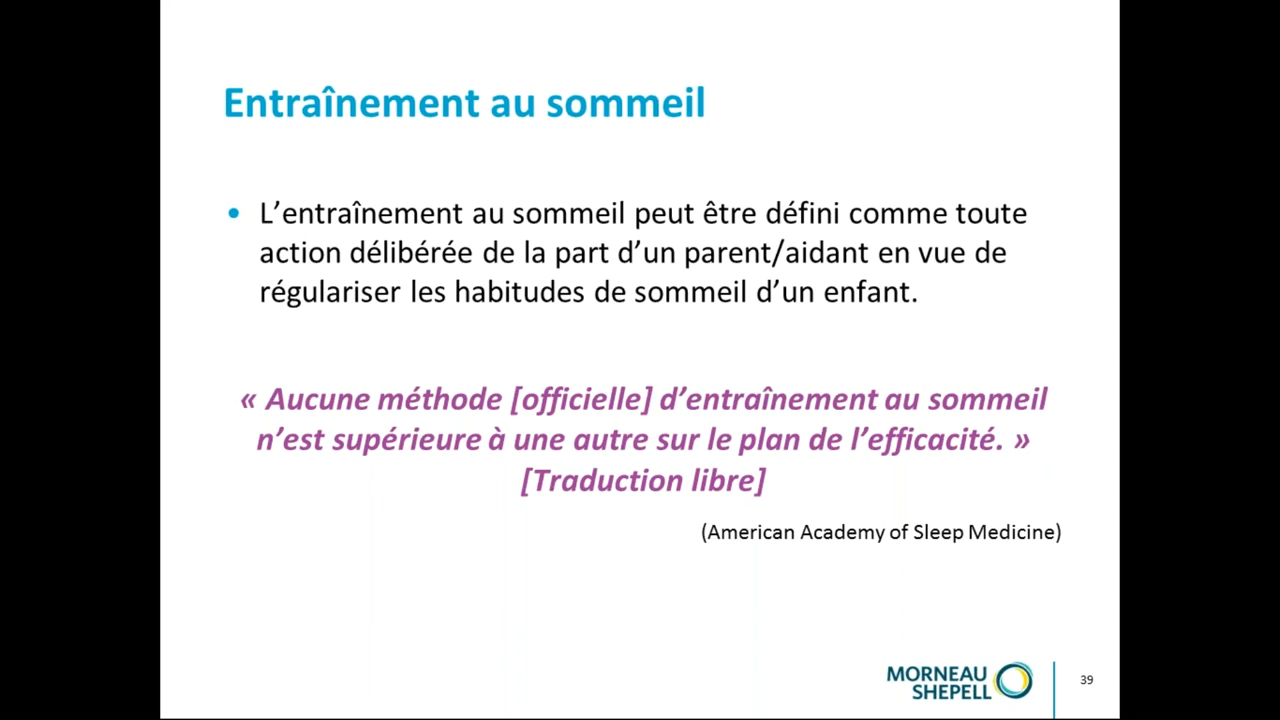 Entraînement au sommeil
• L’entraînement au sommeil peut être défini comme toute
action délibérée de la part d’un parent/aidant en vue de
régulariser les habitudes de sommeil d’un enfant.
« Aucune méthode [officielle] d’entraînement au sommeil
n’est supérieure à une autre sur le plan de l’efficacité. »
[Traduction libre]
(American Academy of Sleep Medicine)
MORNEAU
SHEPELL
39